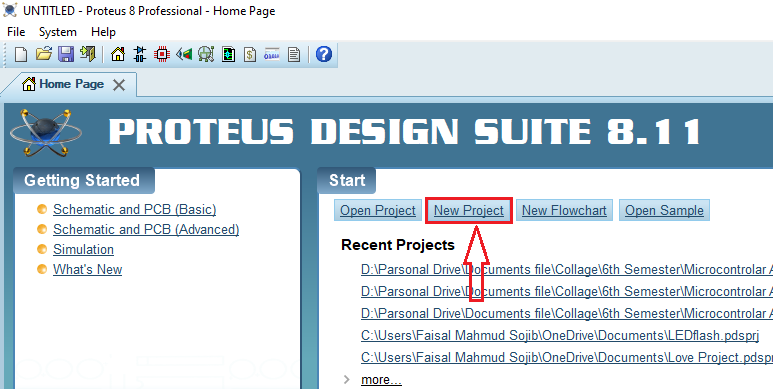 UNTITLED - Proteus 8 Professional - Home Page
File System Help
Home Page
PROTEUS DESIGN SUITE 8.11
Getting Started
Schematic and PCB (Basic)
Schematic and PCB (Advanced)
Simulation
What's New
Start
Open Project New Project New Flowchart Open Sample
Recent Projects
D:\Parsonal Drive\Documents file\Collage\6th Semester\Microcontrolar A
D:\Parsonal Drive\Documents file\Collage\6th Semester\Microcontrolar A
D:\Parsonal Drive\Documents file\Collage\6th Semester\Microcontrolar A
C:\Users\Faisal Mahmud Sojib\OneDrive\Documents\LEDflash.pdsprj
C:\Users\Faisal Mahmud Sojib\OneDrive\Documents\Love Project.pdspr
more...